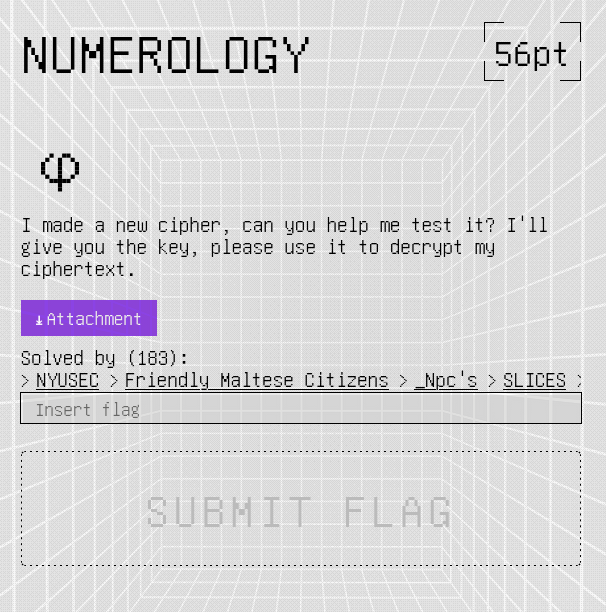 NUMEROLOGY
56pt
φ
I made a new cipher, can you help me test it? I'll
give you the key, please use it to decrypt my
ciphertext.
Attachment
Solved by (183):
> NYUSEC > Friendly Maltese Citizens > _Npc's > SLICES >
Insert flag
SUBMIT FLAG